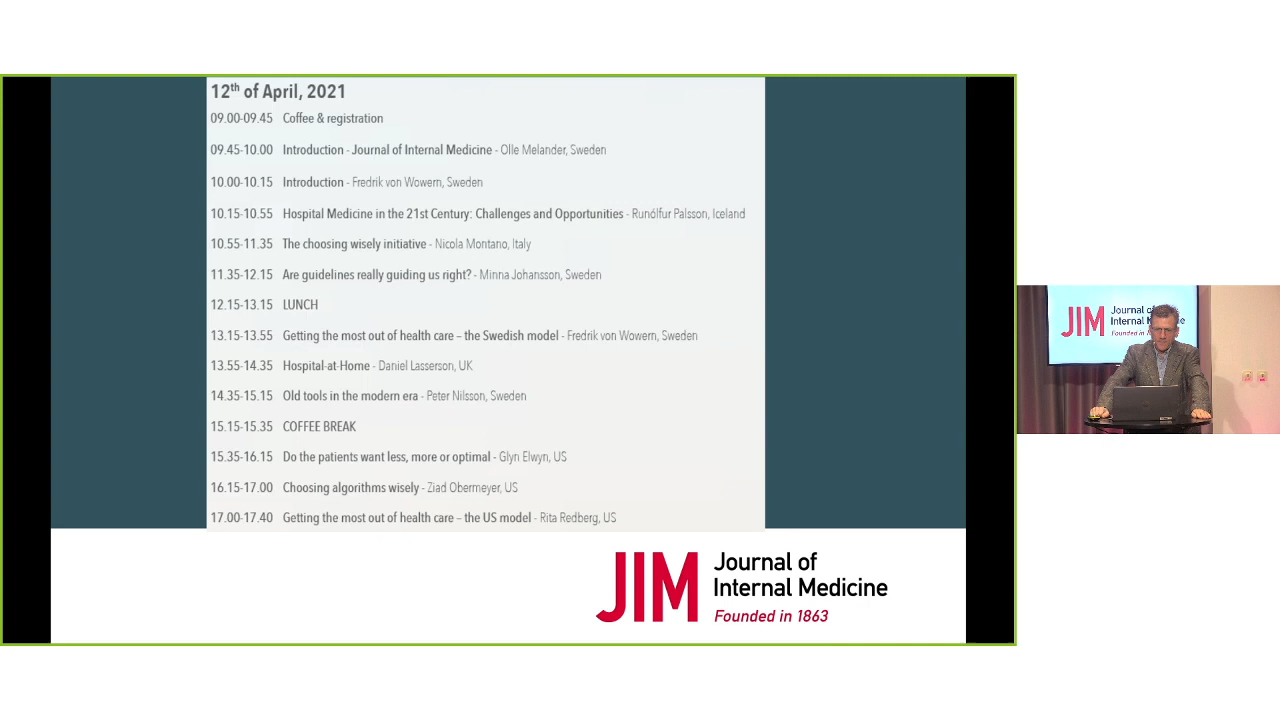 12th of April, 2021
09.00-09.45 Coffee & registration
09.45-10.00 Introduction - Journal of Internal Medicine - Olle Melander, Sweden
10.00-10.15 Introduction - Fredrik von Wowern, Sweden
10.15-10.55 Hospital Medicine in the 21st Century: Challenges and Opportunities - Runólfur Palsson, Iceland
10.55-11.35 The choosing wisely initiative - Nicola Montano, Italy
11.35-12.15 Are guidelines really guiding us right? - Minna Johansson, Sweden
12.15-13.15 LUNCH
13.15-13.55 Getting the most out of health care – the Swedish model - Fredrik von Wowern, Sweden
13.55-14.35 Hospital-at-Home - Daniel Lasserson, UK
14.35-15.15 Old tools in the modern era - Peter Nilsson, Sweden
15.15-15.35 COFFEE BREAK
15.35-16.15 Do the patients want less, more or optimal - Glyn Elwyn, US
16.15-17.00 Choosing algorithms wisely - Ziad Obermeyer, US
17.00-17.40 Getting the most out of health care – the US model - Rita Redberg, US
JIM Journal of
Internal Medicine
Founded in 1863
JIM Journal of
Internal Medicine
Founded in